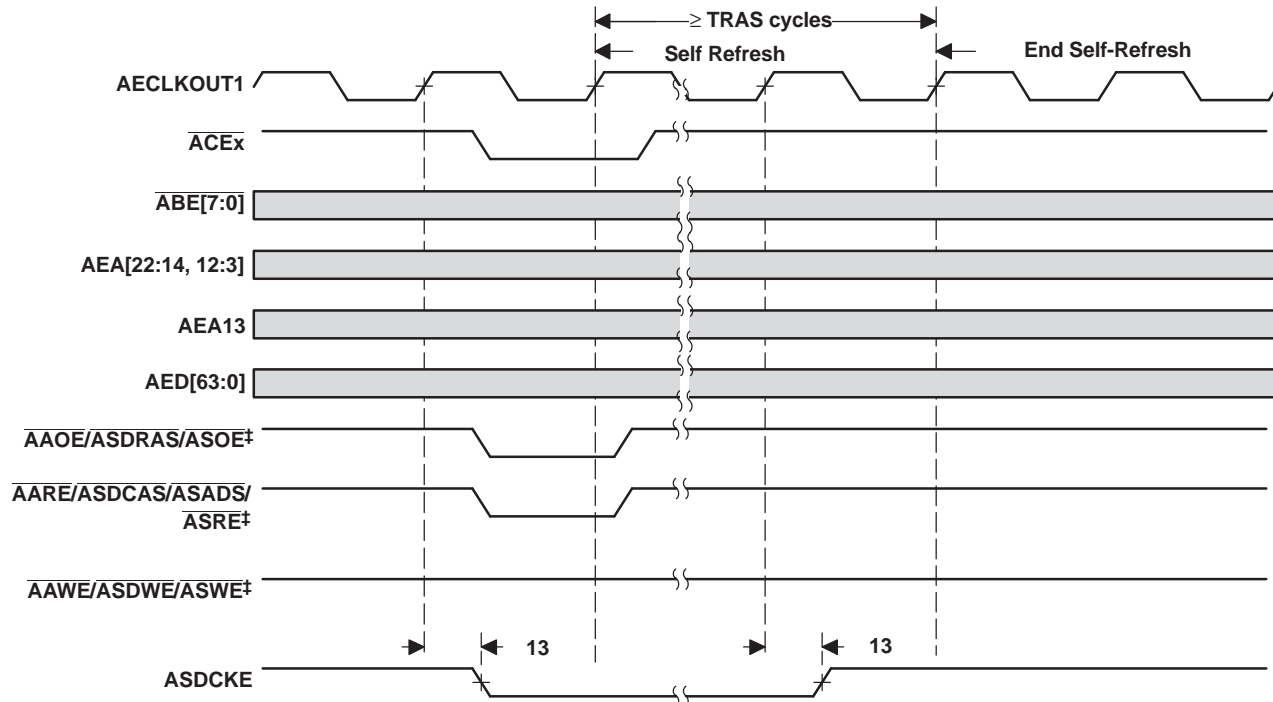 ≥ TRAS cycles
Self Refresh
End Self-Refresh
AECLKOUT1
ACEx
ABE[7:0]
AEA[22:14, 12:3]
AEA13
AED[63:0]
AAOE/ASDRAS/ASOE‡
AARE/ASDCAS/ASADS/
ASRE‡
AAWE/ASDWE/ASWE‡
13
13
ASDCKE